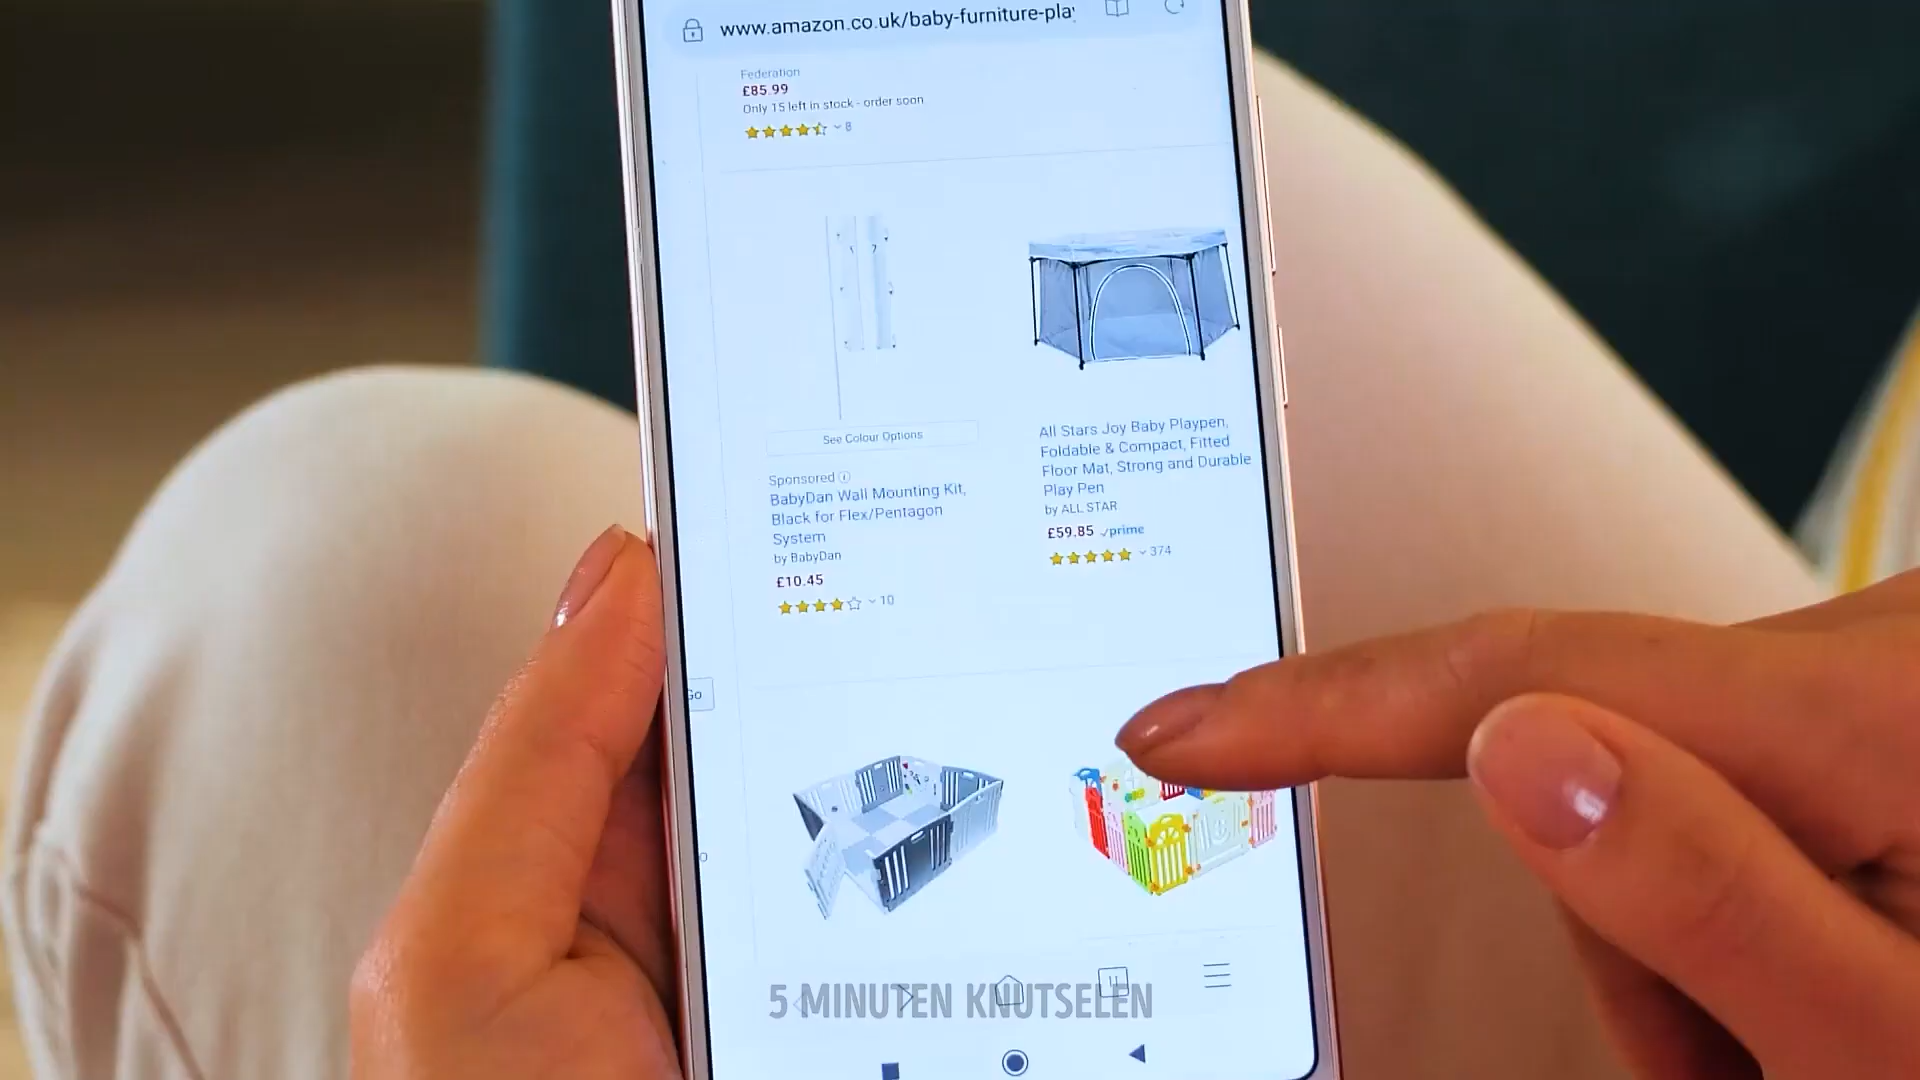 www.amazon.co.uk/baby-furniture-play
Federation
£85.99
Only 15 left in stock - order soon
8
See Colour Options
Sponsored
BabyDan Wall Mounting Kit,
Black for Flex/Pentagon
System
by BabyDan
£10.45
10
All Stars Joy Baby Playpen,
Foldable & Compact, Fitted
Floor Mat, Strong and Durable
Play Pen
by ALL STAR
£59.85 prime
374
Go
5 MINUTEN KNUTSELEN